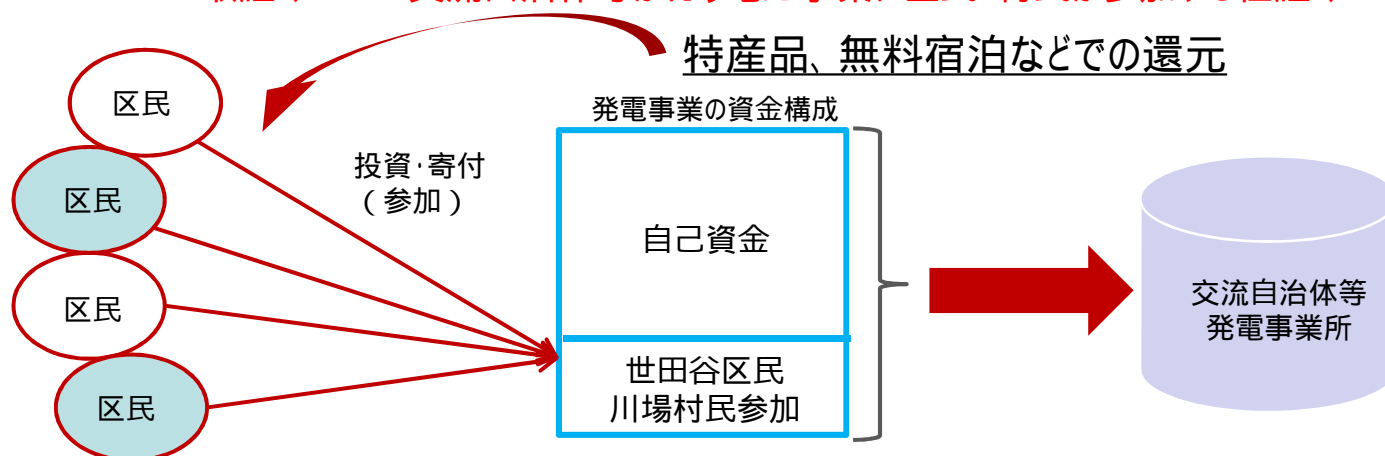 特産品、無料宿泊などでの還元
発電事業の資金構成
区民
投資・寄付
（参加）
区民
自己資金
区民
交流自治体等
発電事業所
世田谷区民
川場村民参加
区民